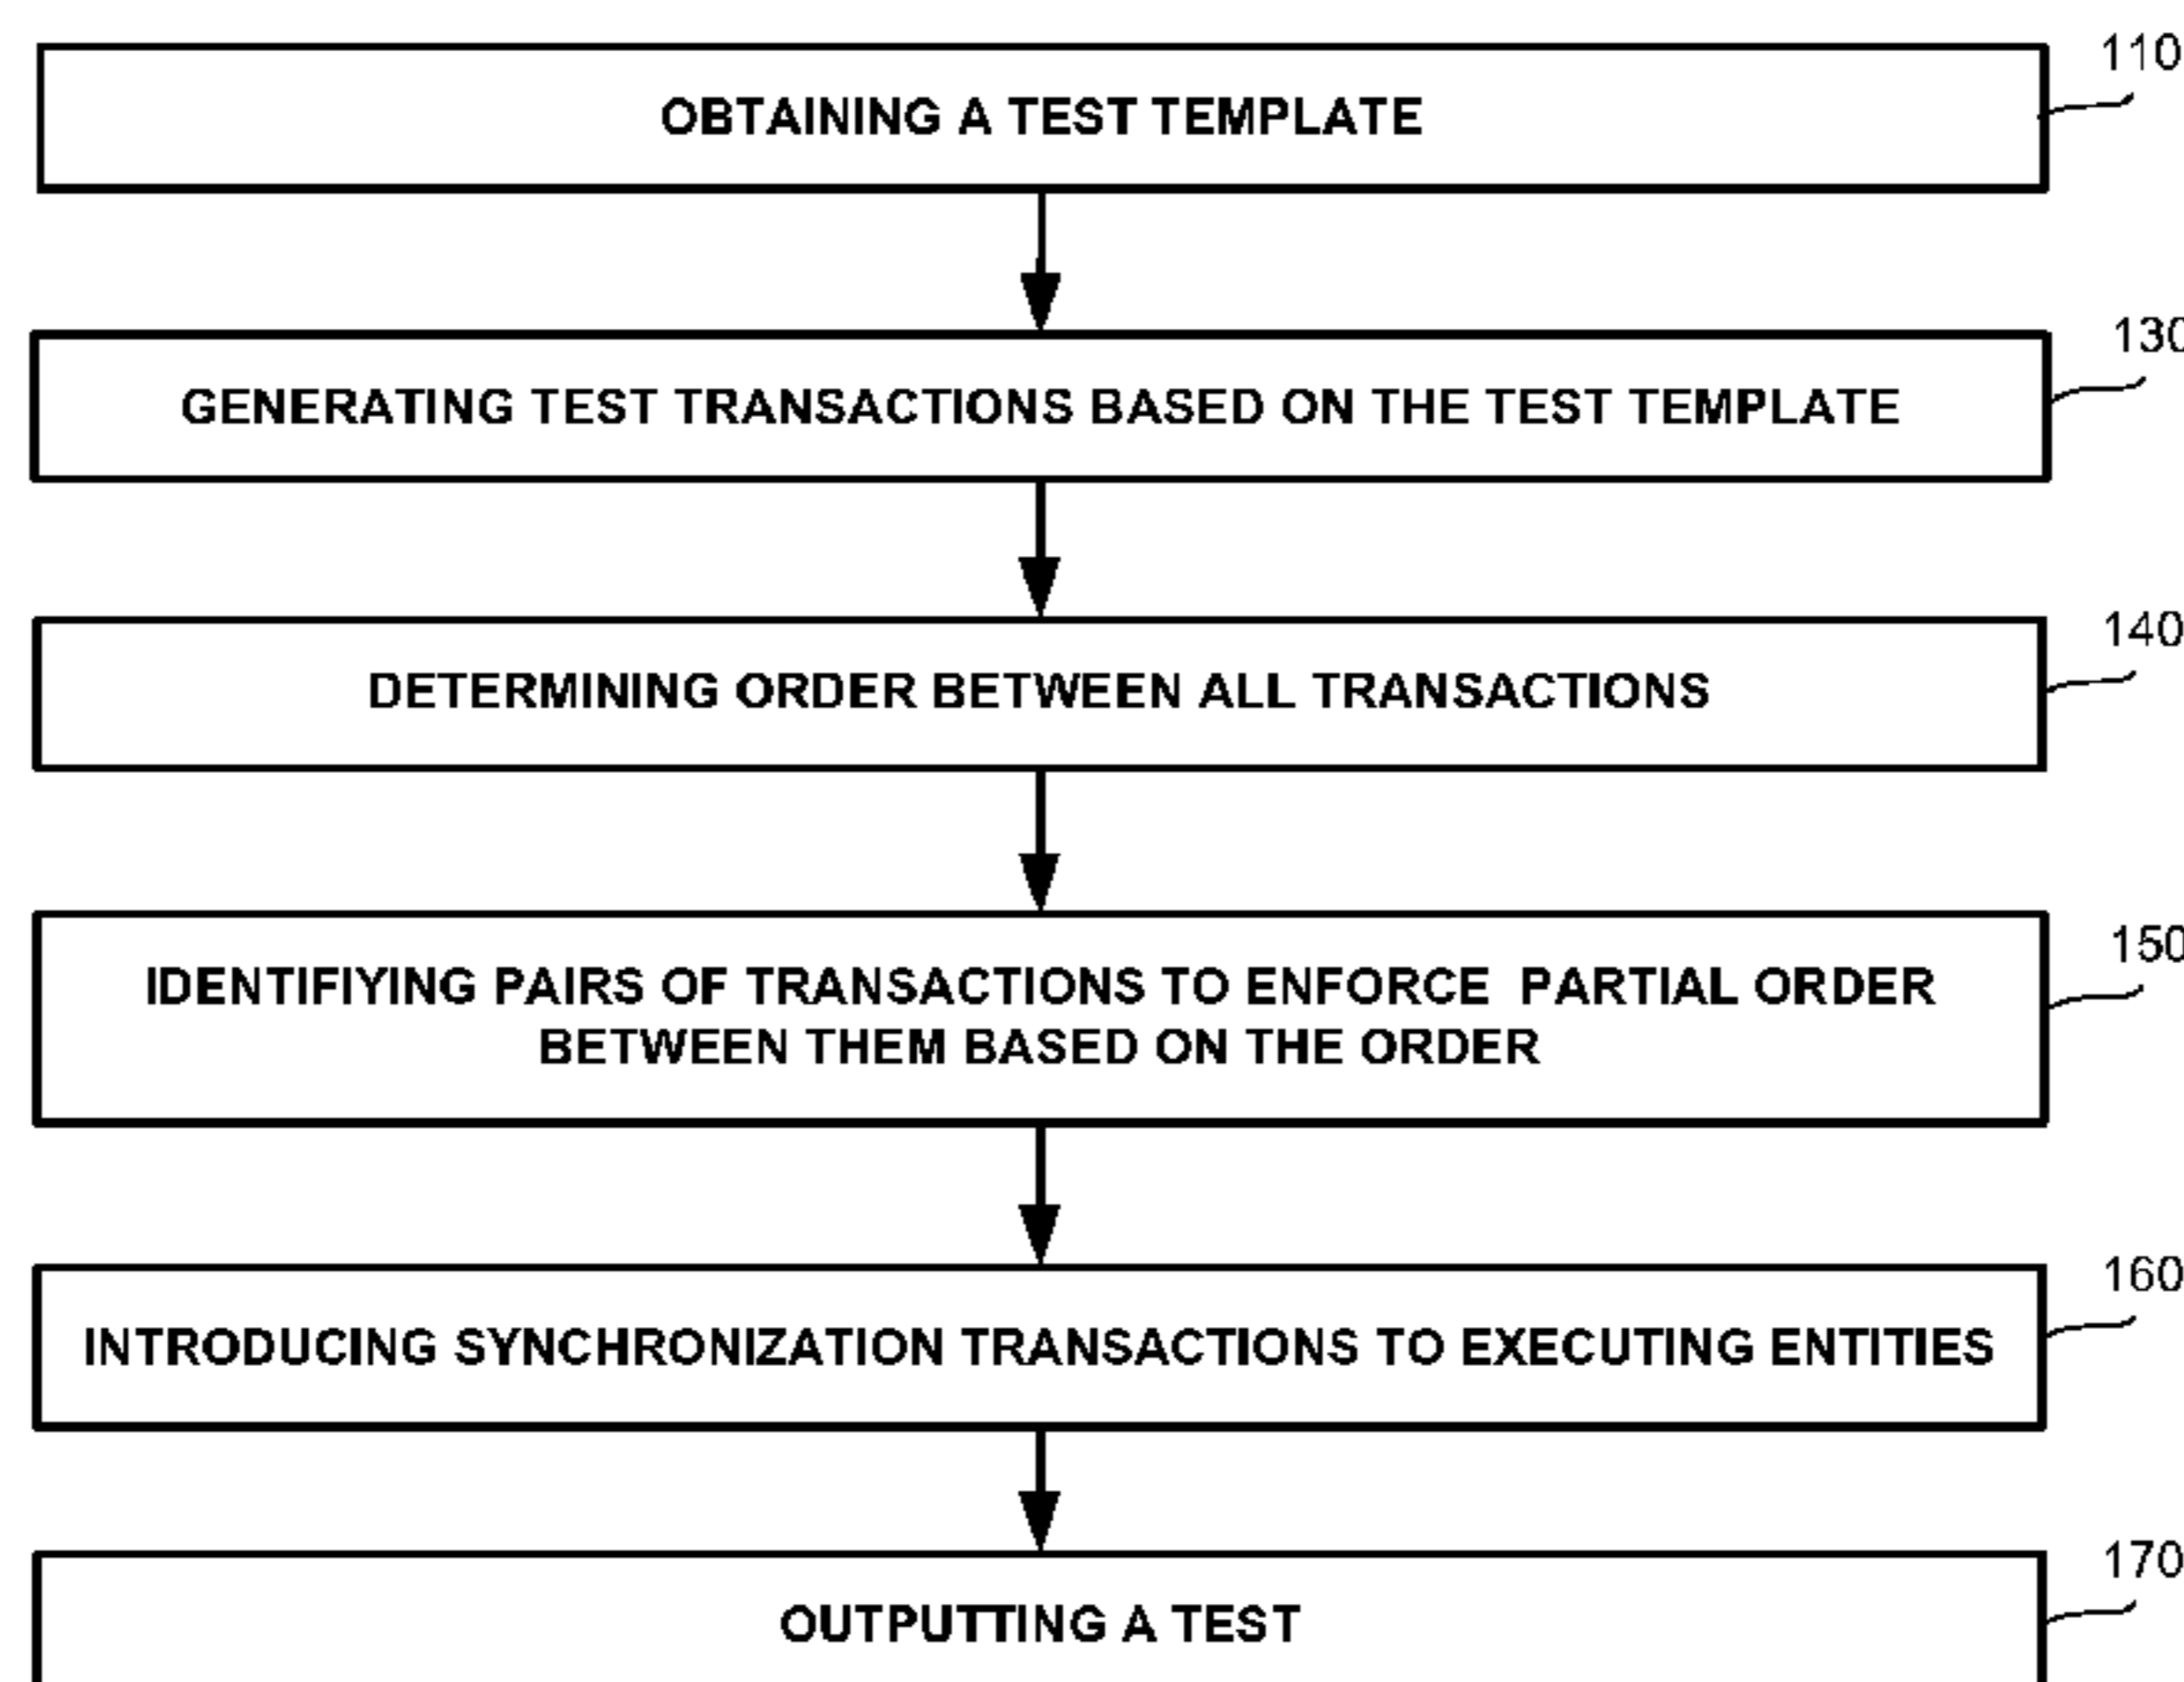 110
OBTAINING A TEST TEMPLATE
130
GENERATING TEST TRANSACTIONS BASED ON THE TEST TEMPLATE
140
DETERMINING ORDER BETWEEN ALL TRANSACTIONS
150
IDENTIFIYING PAIRS OF TRANSACTIONS TO ENFORCE PARTIAL ORDER
BETWEEN THEM BASED ON THE ORDER
160
INTRODUCING SYNCHRONIZATION TRANSACTIONS TO EXECUTING ENTITIES
170
OUTPUTTING A TEST